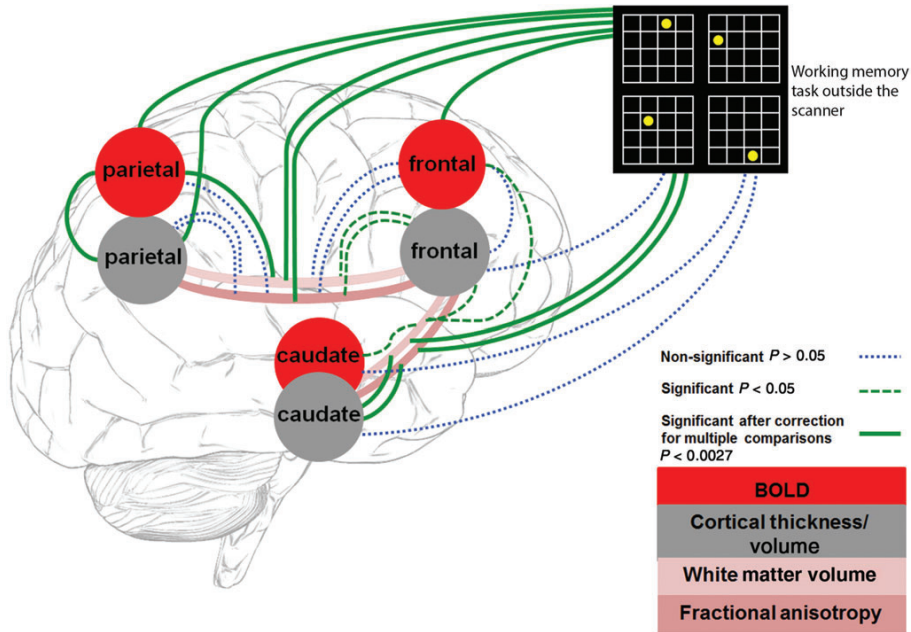 Working memory
task outside the
scanner
parietal
frontal
parietal
frontal
caudate
caudate
Non-significant P > 0.05
Significant P < 0.05
Significant after correction
for multiple comparisons
P < 0.0027
BOLD
Cortical thickness/
volume
White matter volume
Fractional anisotropy